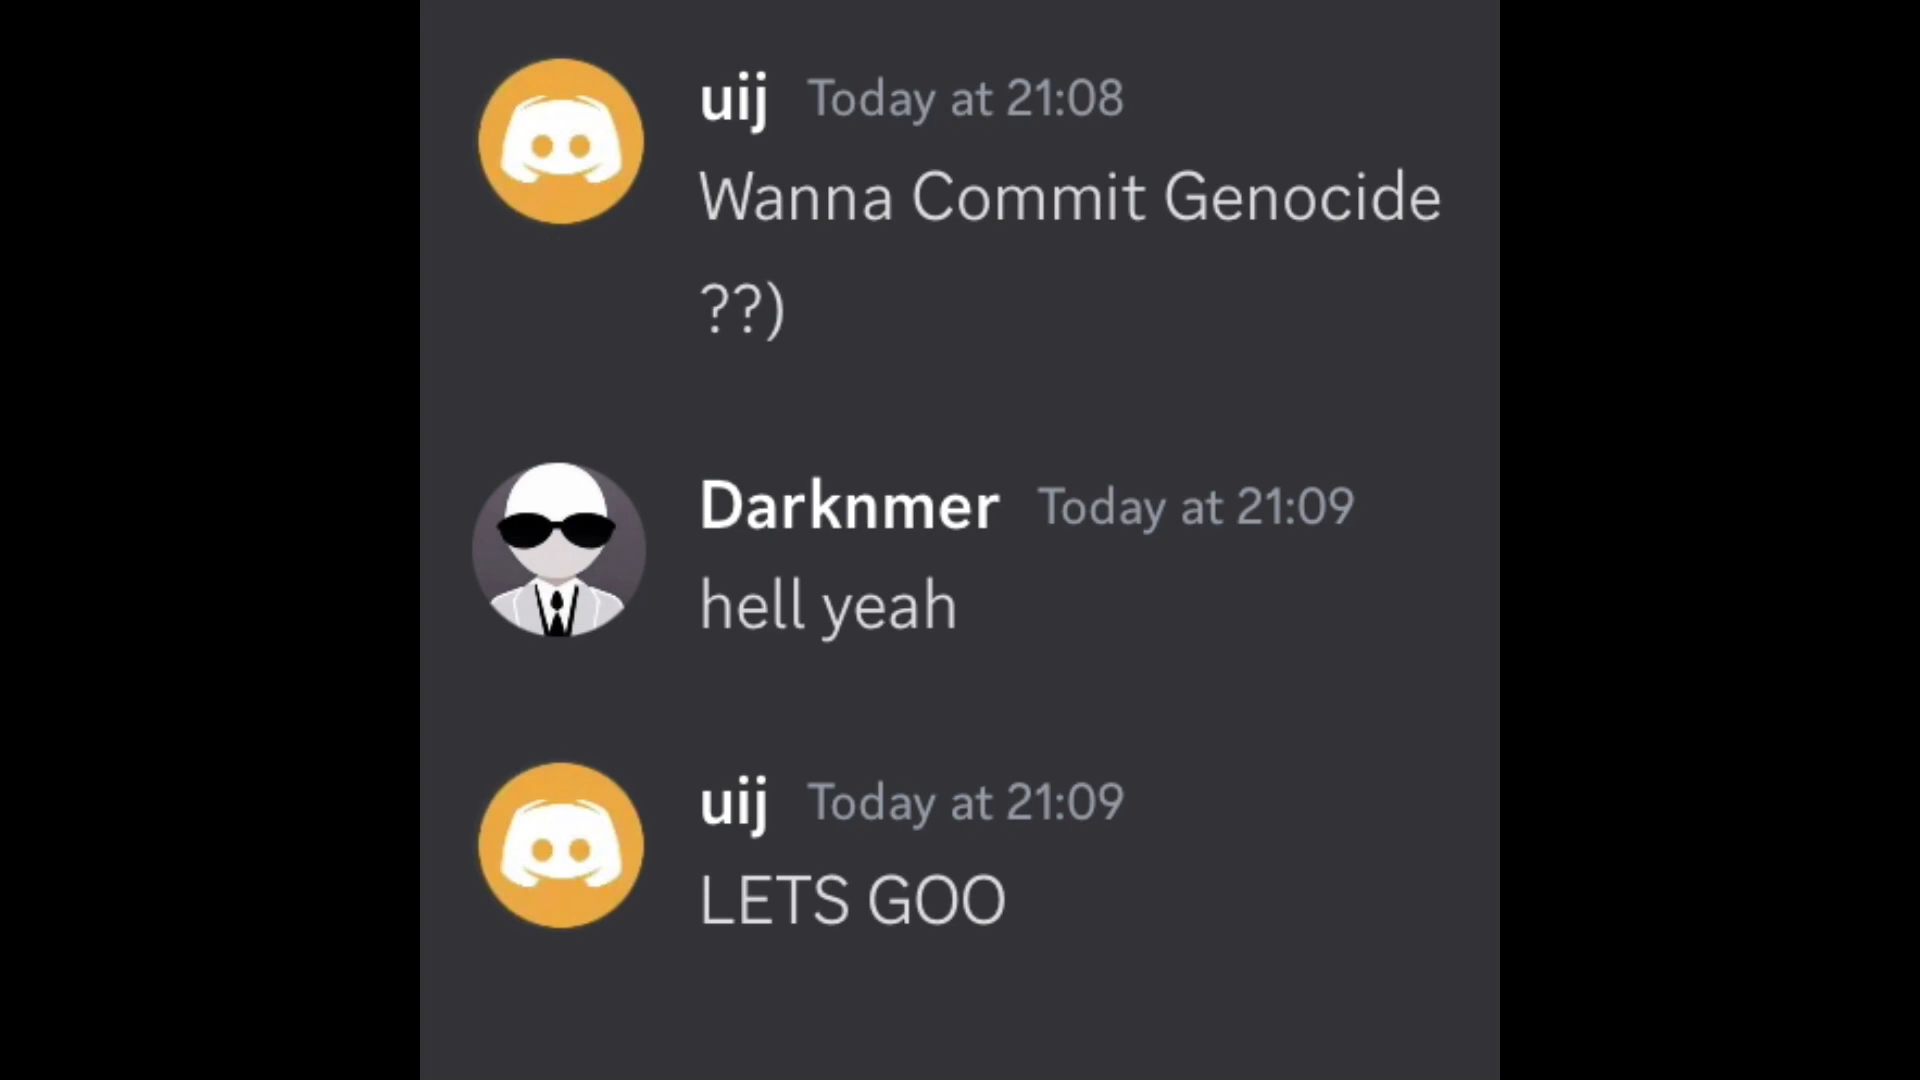 uij Today at 21:08
Wanna Commit Genocide
??)
Darknmer Today at 21:09
hell yeah
uij Today at 21:09
LETS GOO